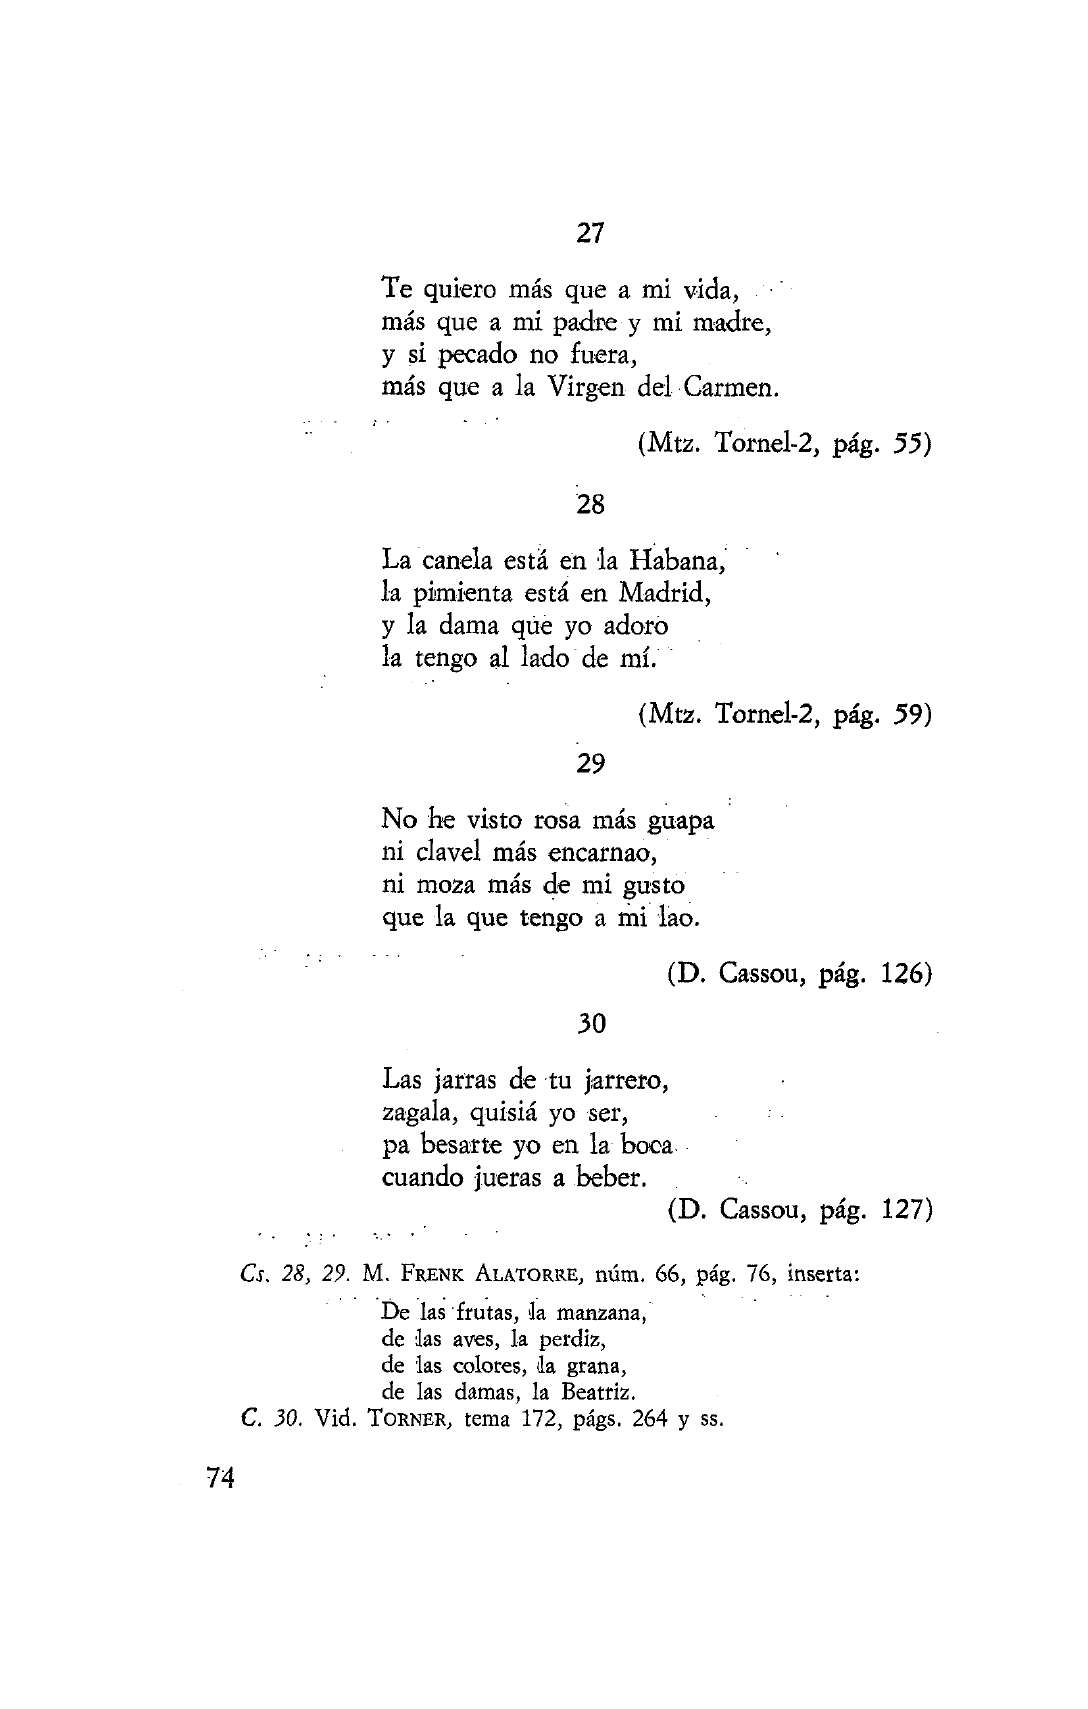 27
Te quiero más que a mi vida,
más que a mi padre y mi madre,
y si pecado no fuera,
más que a la Virgen del Carmen.
(Mtz. Tornel-2, pág. 55)
28
La canela está en la Habana,
la pimienta está en Madrid,
y la dama que yo adoro
la tengo al lado de mí.
(Mtz. Tornel-2, pág. 59)
29
No he visto rosa más guapa
ni clavel más encarnao,
ni moza más de mi gusto
que la que tengo a mi lao.
(D. Cassou, pág. 126)
30
Las jarras de tu jarrero,
zagala, quisiá yo ser,
pa besarte yo en la boca
cuando jueras a beber.
(D. Cassou, pág. 127)
Cs. 28, 29. M. FRENK ALATORRE, núm. 66, pág. 76, inserta:
De las frutas, la manzana,
de las aves, la perdiz,
de las colores, la grana,
de las damas, la Beatriz.
C. 30. Vid. TORNER, tema 172, págs. 264 y ss.
74